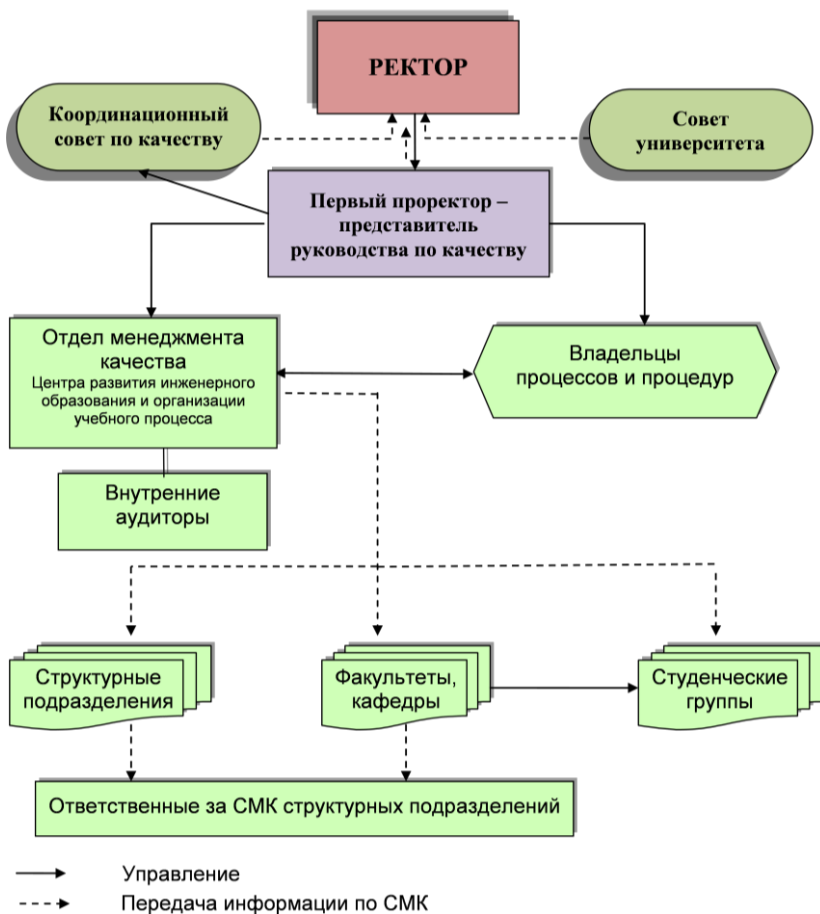 РЕКТОР
Координационный
совет по качеству
Совет
университета
Первый проректор –
представитель
руководства по качеству
Отдел менеджмента
качества
Центра развития инженерного
образования и организации
учебного процесса
Владельцы
процессов и процедур
Внутренние
аудиторы
Структурные
подразделения
Факультеты,
кафедры
Студенческие
группы
Ответственные за СМК структурных подразделений
Управление
Передача информации по СМК